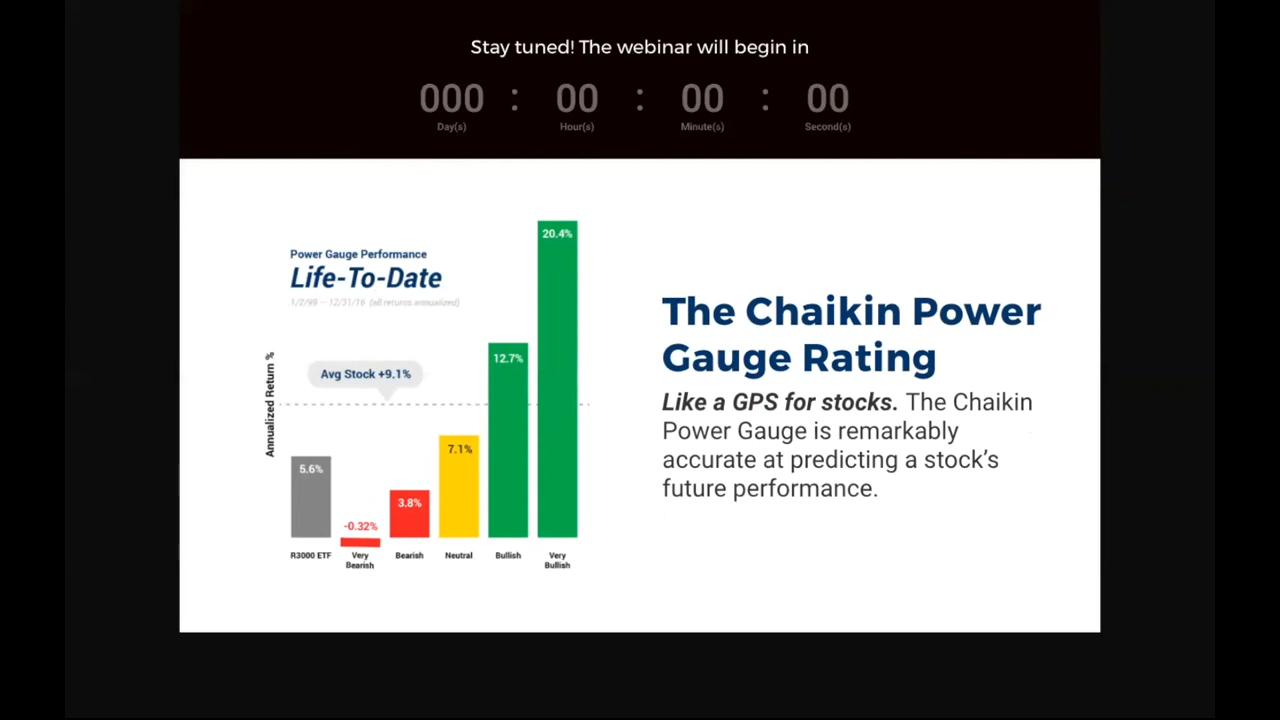 Stay tuned! The webinar will begin in
000 : 00 : 00 : 00
Day(s) Hour(s) Minute(s) Second(s)
Power Gauge Performance
Life-To-Date
1/2/99 — 12/31/16 (all returns annualized)
Avg Stock +9.1%
Annualized Return %
5.6%
-0.32%
3.8%
7.1%
12.7%
20.4%
R3000 ETF
Very
Bearish
Bearish
Neutral
Bullish
Very
Bullish
The Chaikin Power
Gauge Rating
Like a GPS for stocks. The Chaikin
Power Gauge is remarkably
accurate at predicting a stock’s
future performance.